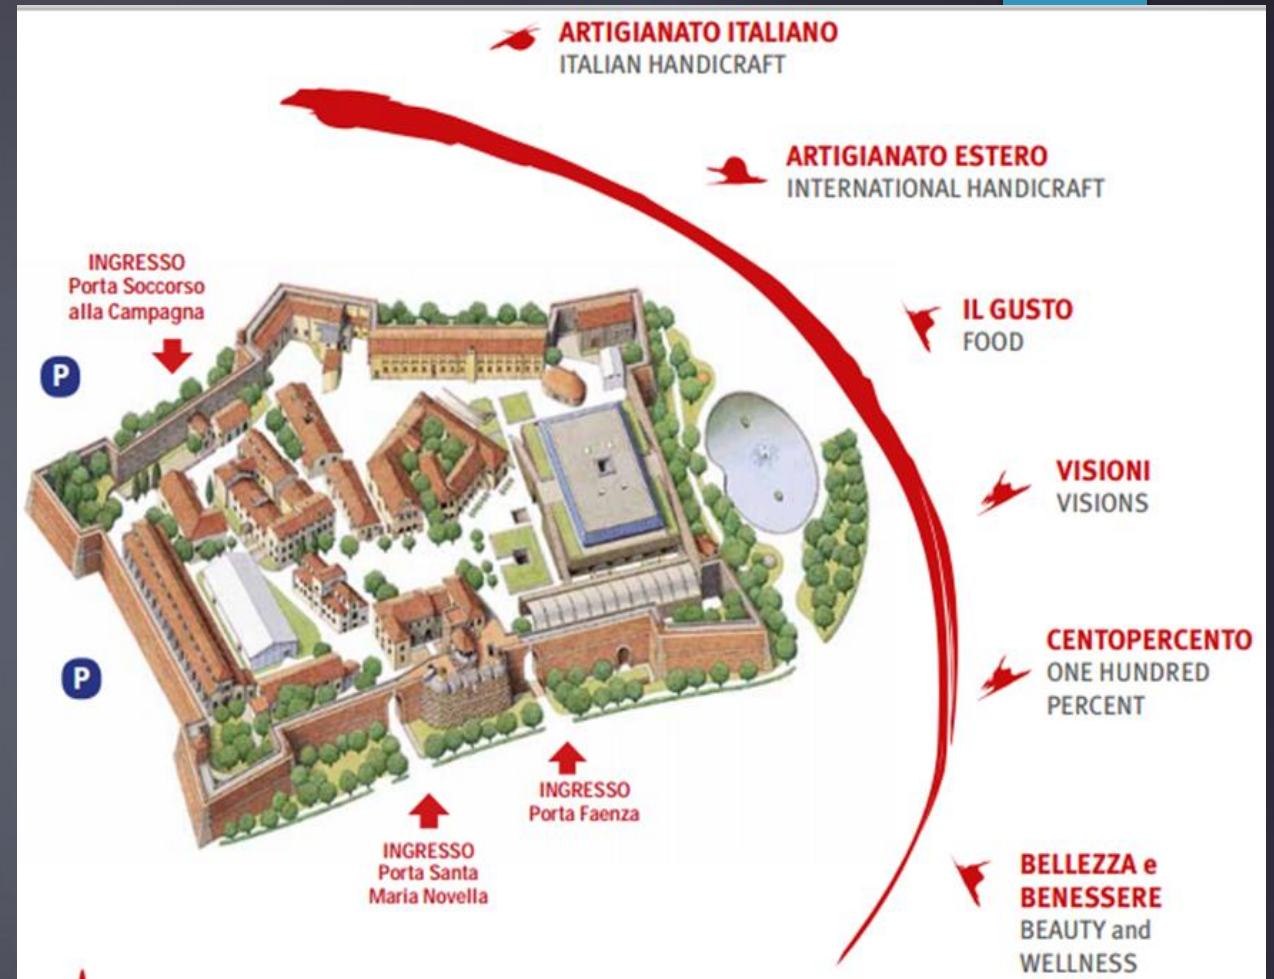 ARTIGIANATO ITALIANO
ITALIAN HANDICRAFT
ARTIGIANATO ESTERO
INTERNATIONAL HANDICRAFT
INGRESSO
Porta Soccorso
alla Campagna
IL GUSTO
FOOD
P
VISIONI
VISIONS
CENTOPERCENTO
ONE HUNDRED
PERCENT
P
INGRESSO
Porta Faenza
INGRESSO
Porta Santa
Maria Novella
BELLEZZA e
BENESSERE
BEAUTY and
WELLNESS